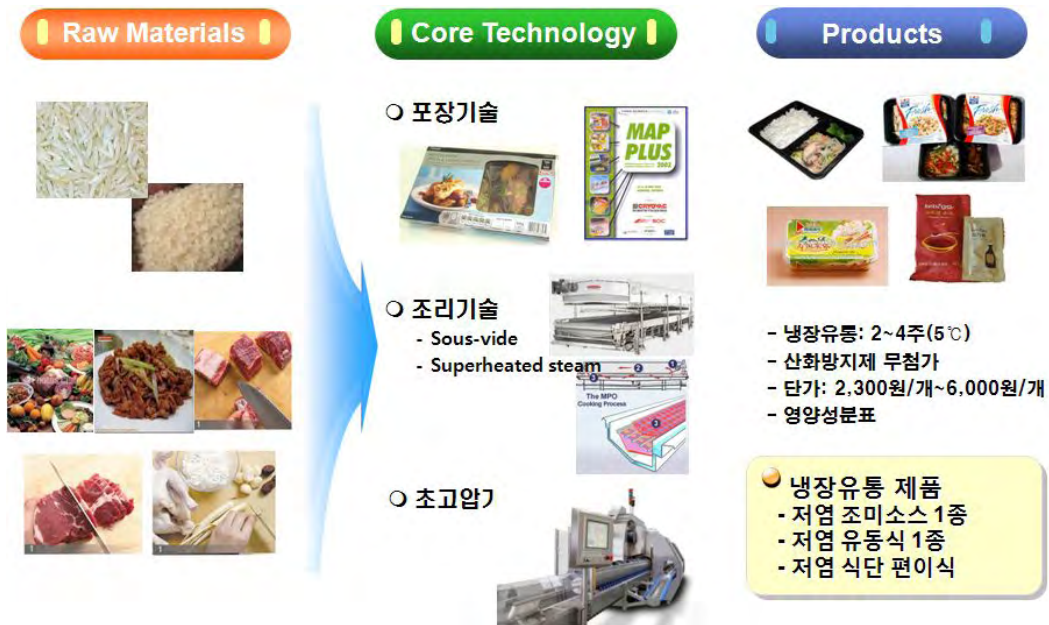 Raw Materials
Core Technology
Products
○ 포장기술
MAP
PLUS
2002
Fresh
Fresh
○ 조리기술
- Sous-vide
- Superheated steam
The MPO
Cooking Process
○ 초고압기
- 냉장유통: 2~4주(5℃)
- 산화방지제 무첨가
- 단가: 2,300원/개~6,000원/개
- 영양성분표
냉장유통 제품
- 저염 조미소스 1종
- 저염 유동식 1종
- 저염 식단 편이식